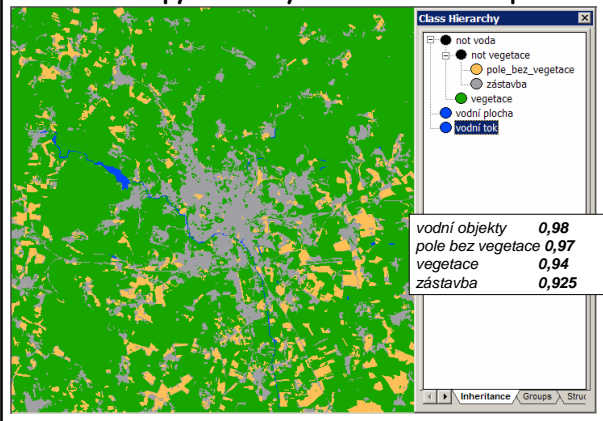 Class Hierarchy
not voda
not vegetace
pole_bez_vegetace
zástavba
vegetace
vodní plocha
vodní tok
vodní objekty 0,98
pole bez vegetace 0,97
vegetace 0,94
zástavba 0,925
Inheritance Groups Struc